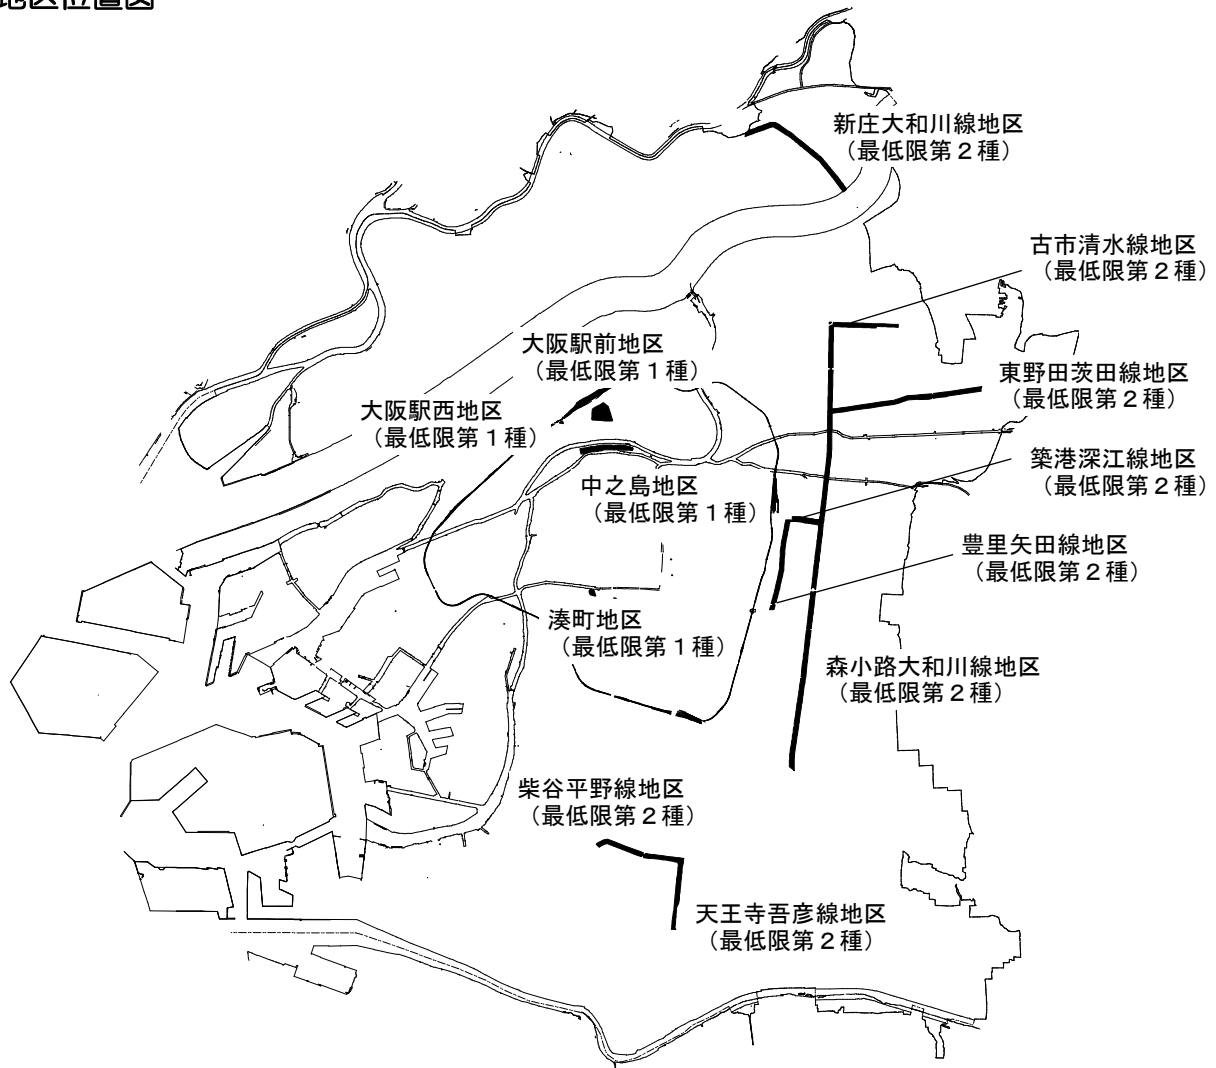 地区位置図
新庄大和川線地区
（最低限第２種）
古市清水線地区
（最低限第２種）
大阪駅前地区
（最低限第１種）
東野田茨田線地区
（最低限第２種）
大阪駅西地区
（最低限第１種）
築港深江線地区
（最低限第２種）
中之島地区
（最低限第１種）
豊里矢田線地区
（最低限第２種）
湊町地区
（最低限第１種）
森小路大和川線地区
（最低限第２種）
柴谷平野線地区
（最低限第２種）
天王寺吾彦線地区
（最低限第２種）